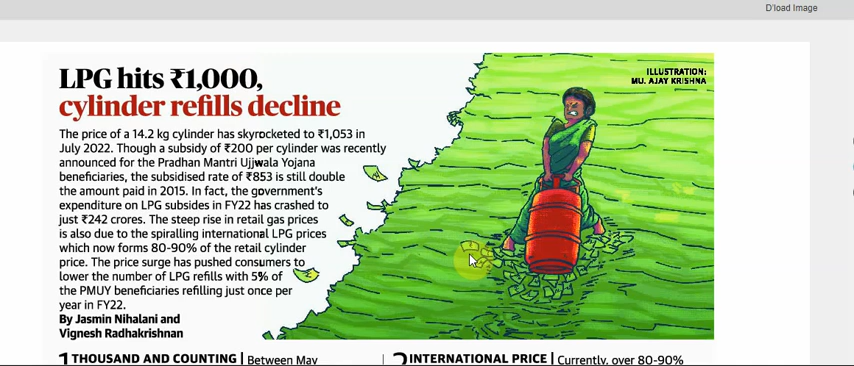 D'load Image
LPG hits ₹1,000,
cylinder refills decline
ILLUSTRATION:
MU. AJAY KRISHNA
The price of a 14.2 kg cylinder has skyrocketed to ₹1,053 in
July 2022. Though a subsidy of ₹200 per cylinder was recently
announced for the Pradhan Mantri Ujjwala Yojana
beneficiaries, the subsidised rate of ₹853 is still double
the amount paid in 2015. In fact, the government's
expenditure on LPG subsides in FY22 has crashed to
just ₹242 crores. The steep rise in retail gas prices
is also due to the spiralling international LPG prices
which now forms 80-90% of the retail cylinder
price. The price surge has pushed consumers to
lower the number of LPG refills with 5% of
the PMUY beneficiaries refilling just once per
year in FY22.
By Jasmin Nihalani and
Vignesh Radhakrishnan
1 THOUSAND AND COUNTING | Between May
2 INTERNATIONAL PRICE | Currently, over 80-90%